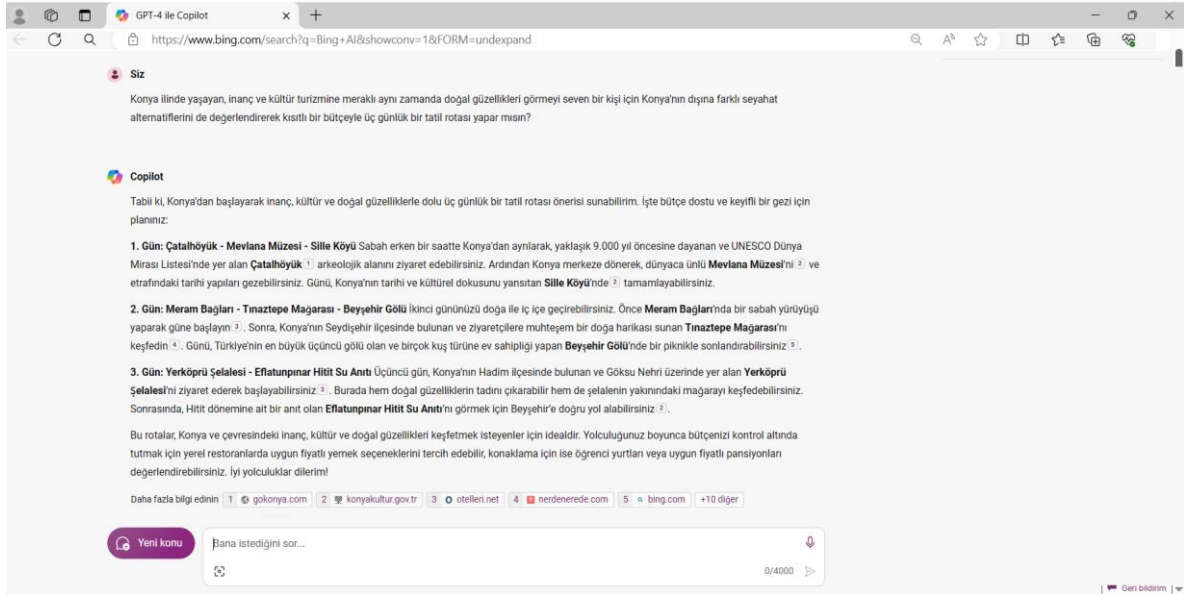 GPT-4 ile Copilot
https://www.bing.com/search?q=Bing+AI&showconv=1&FORM=undexpand
Siz
Konya ilinde yaşayan, inanç ve kültür turizmine meraklı aynı zamanda doğal güzellikleri görmeyi seven bir kişi için Konya'nın dışına farklı seyahat
alternatiflerini de değerlendirerek kısıtlı bir bütçeyle üç günlük bir tatil rotası yapar mısın?
Copilot
Tabii ki, Konya'dan başlayarak inanç, kültür ve doğal güzelliklerle dolu üç günlük bir tatil rotası önerisi sunabilirim. İşte bütçe dostu ve keyifli bir gezi için
planınız:
1. Gün: Çatalhöyük - Mevlana Müzesi - Sille Köyü Sabah erken bir saatte Konya'dan ayrılarak, yaklaşık 9.000 yıl öncesine dayanan ve UNESCO Dünya
Mirası Listesi'nde yer alan Çatalhöyük 1 arkeolojik alanını ziyaret edebilirsiniz. Ardından Konya merkeze dönerek, dünyaca ünlü Mevlana Müzesi'ni 2 ve
etrafındaki tarihi yapıları gezebilirsiniz. Günü, Konya'nın tarihi ve kültürel dokusunu yansıtan Sille Köyü'nde 2 tamamlayabilirsiniz.
2. Gün: Meram Bağları - Tınaztepe Mağarası - Beyşehir Gölü İkinci gününüzü doğa ile iç içe geçirebilirsiniz. Önce Meram Bağları'nda bir sabah yürüyüşü
yaparak güne başlayın 3 . Sonra, Konya'nın Seydişehir ilçesinde bulunan ve ziyaretçilere muhteşem bir doğa harikası sunan Tınaztepe Mağarası'nı
keşfedin 4 . Günü, Türkiye'nin en büyük üçüncü gölü olan ve birçok kuş türüne ev sahipliği yapan Beyşehir Gölü'nde bir piknikle sonlandırabilirsiniz 5 .
3. Gün: Yerköprü Şelalesi - Eflatunpınar Hitit Su Anıtı Üçüncü gün, Konya'nın Hadim ilçesinde bulunan ve Göksu Nehri üzerinde yer alan Yerköprü
Şelalesi'ni ziyaret ederek başlayabilirsiniz 3 . Burada hem doğal güzelliklerin tadını çıkarabilir hem de şelalenin yakınındaki mağarayı keşfedebilirsiniz.
Sonrasında, Hitit dönemine ait bir anıt olan Eflatunpınar Hitit Su Anıtı'nı görmek için Beyşehir'e doğru yol alabilirsiniz 2 .
Bu rotalar, Konya ve çevresindeki inanç, kültür ve doğal güzellikleri keşfetmek isteyenler için idealdir. Yolculuğunuz boyunca bütçenizi kontrol altında
tutmak için yerel restoranlarda uygun fiyatlı yemek seçeneklerini tercih edebilir, konaklama için ise öğrenci yurtları veya uygun fiyatlı pansiyonları
değerlendirebilirsiniz. İyi yolculuklar dilerim!
Daha fazla bilgi edinin 1 gokonya.com 2 konyakultur.gov.tr 3 otelleri.net 4 nerdenerede.com 5 bing.com +10 diğer
Yeni konu
Bana istediğini sor...
0/4000
Geri bildirim